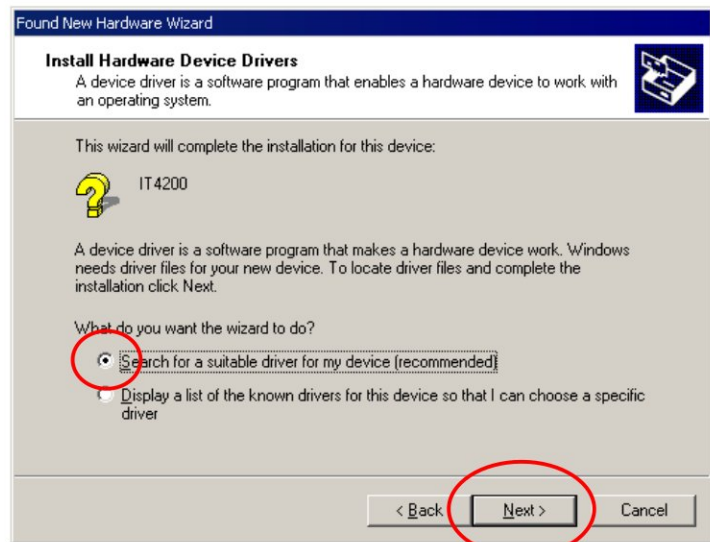 Found New Hardware Wizard
Install Hardware Device Drivers
A device driver is a software program that enables a hardware device to work with
an operating system.
This wizard will complete the installation for this device:
IT4200
A device driver is a software program that makes a hardware device work. Windows
needs driver files for your new device. To locate driver files and complete the
installation click Next.
What do you want the wizard to do?
Search for a suitable driver for my device (recommended)
Display a list of the known drivers for this device so that I can choose a specific
driver
< Back Next > Cancel